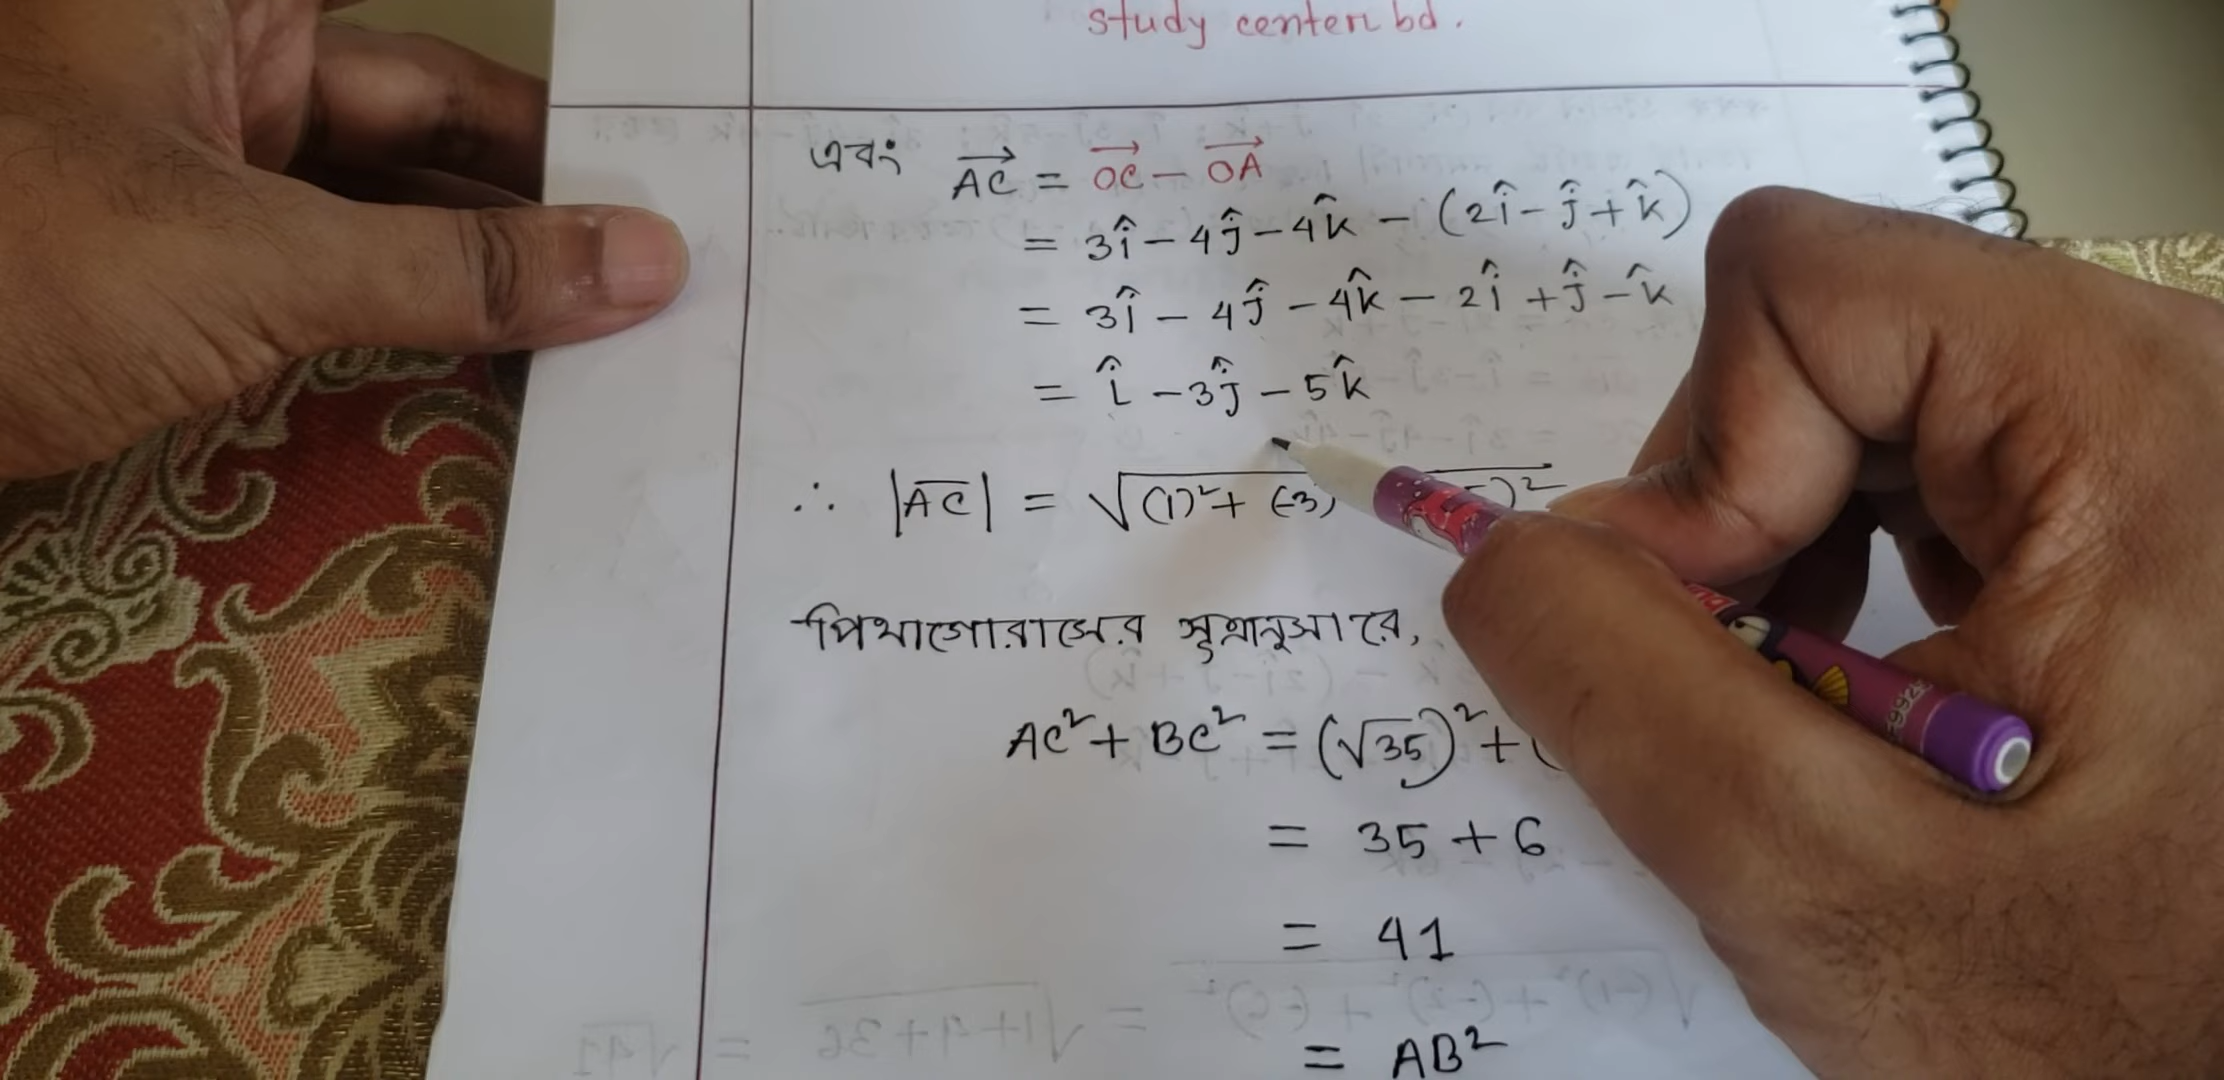 study center bd.
এবং AC⃗ = OC⃗ - OA⃗
= 3î - 4ĵ - 4k̂ - (2î - ĵ + k̂)
= 3î - 4ĵ - 4k̂ - 2î + ĵ - k̂
= î - 3ĵ - 5k̂
∴ |AC̅| = √(1)² + (-3) )²
পিথাগোরাসের সূত্রানুসারে,
AC² + BC² = (√35)² + (
= 35 + 6
= 41
= AB²